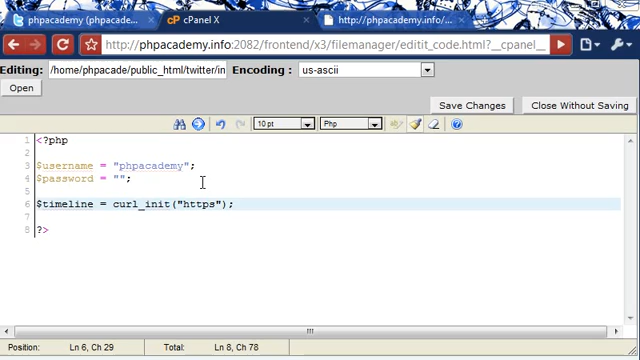 phpacademy (phpacade
cP cPanel X
http://phpacademy.info/
http://phpacademy.info:2082/frontend/x3/filemanager/editit_code.html?__cpanel_
Editing: /home/phpacade/public_html/twitter/in Encoding : us-ascii
Open
Save Changes Close Without Saving
10 pt Php
1 <?php
2
3 $username = "phpacademy";
4 $password = "";
5
6 $timeline = curl_init("https");
7
8 ?>
Position: Ln 6, Ch 29 Total: Ln 8, Ch 78